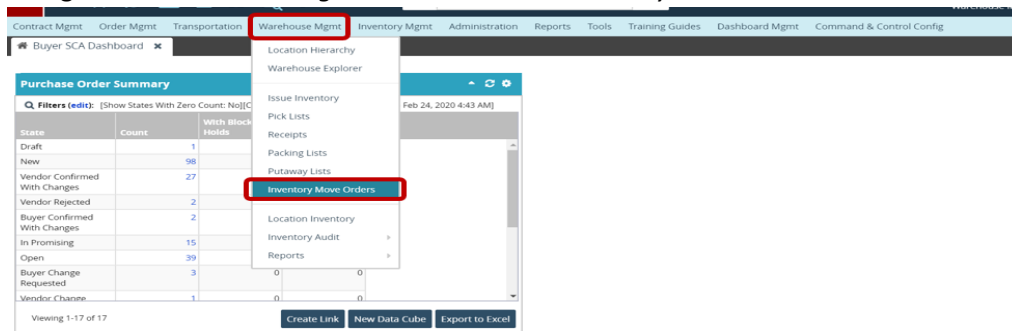 Contract Mgmt Order Mgmt Transportation Warehouse Mgmt Inventory Mgmt Administration Reports Tools Training Guides Dashboard Mgmt Command & Control Config
Buyer SCA Dashboard ×
Location Hierarchy
Warehouse Explorer
Issue Inventory
Pick Lists
Receipts
Packing Lists
Putaway Lists
Inventory Move Orders
Location Inventory
Inventory Audit
Reports
Purchase Order Summary
Filters (edit): [Show States With Zero Count: No][C Feb 24, 2020 4:43 AM]
State Count With Block Holds
Draft 1
New 98
Vendor Confirmed With Changes 27
Vendor Rejected 2
Buyer Confirmed With Changes 2
In Promising 15
Open 39
Buyer Change Requested 3 0 0
Vendor Change 1 0 0
Viewing 1-17 of 17 Create Link New Data Cube Export to Excel